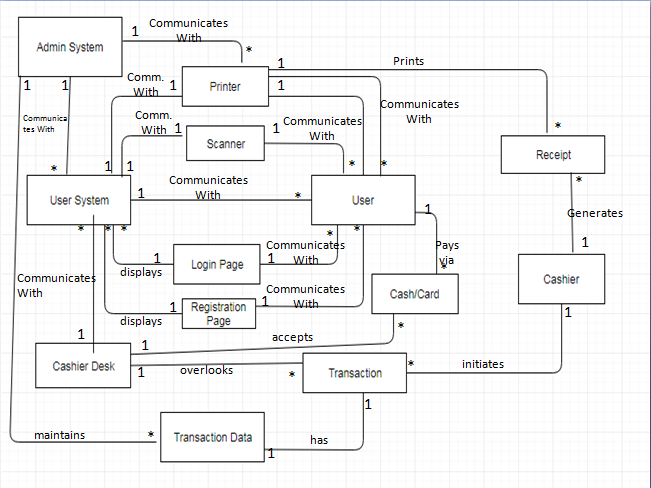 Communicates
With
1
Admin System
*
1
Prints
1
1
Comm.
With
1
Printer
1
Communicates
With
Communica
tes With
Comm.
With
1
Scanner
1
Communicates
With
*
Receipt
*
1
1
*
*
*
User System
1
Communicates
With
*
User
1
*
Generates
*
*
*
*
*
Communicates
With
Pays
via
1
displays
1
Login Page
1
*
Cash/Card
Cashier
Communicates
With
Communicates
With
displays
1
Registration
Page
1
*
1
1
1
accepts
Cashier Desk
1
overlooks
*
Transaction
*
initiates
1
maintains
*
Transaction Data
1
has